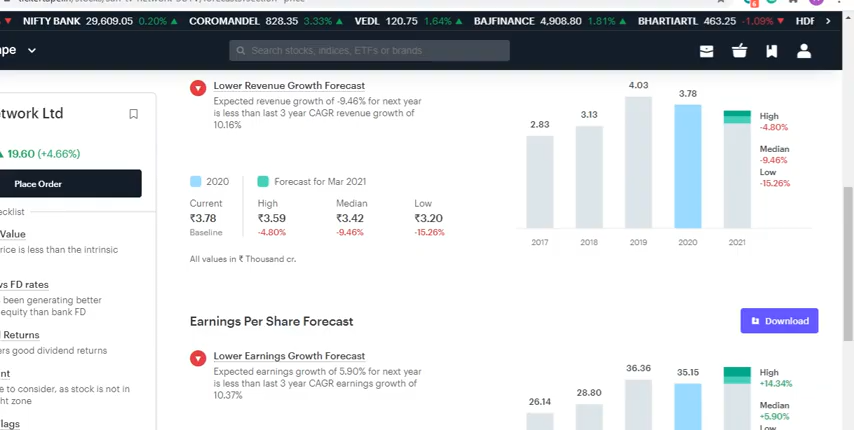 NIFTY BANK 29,609.05 0.20% ▲ COROMANDEL 828.35 3.33% ▲ VEDL 120.75 1.64% ▲ BAJFINANCE 4,908.80 1.81% ▲ BHARTIARTL 463.25 -1.09% ▼ HDF
pe
Search stocks, indices, ETFs or brands
twork Ltd
▲ 19.60 (+4.66%)
Place Order
ecklist
Value
rice is less than the intrinsic
vs FD rates
been generating better
equity than bank FD
l Returns
ers good dividend returns
nt
e to consider, as stock is not in
ght zone
lags
Lower Revenue Growth Forecast
Expected revenue growth of -9.46% for next year
is less than last 3 year CAGR revenue growth of
10.16%
2020
Forecast for Mar 2021
Current High Median Low
₹3.78 ₹3.59 ₹3.42 ₹3.20
Baseline -4.80% -9.46% -15.26%
All values in ₹ Thousand cr.
2.83 3.13 4.03 3.78
High
-4.80%
Median
-9.46%
Low
-15.26%
2017 2018 2019 2020 2021
Earnings Per Share Forecast
Download
Lower Earnings Growth Forecast
Expected earnings growth of 5.90% for next year
is less than last 3 year CAGR earnings growth of
10.37%
26.14 28.80 36.36 35.15
High
+14.34%
Median
+5.90%
Low